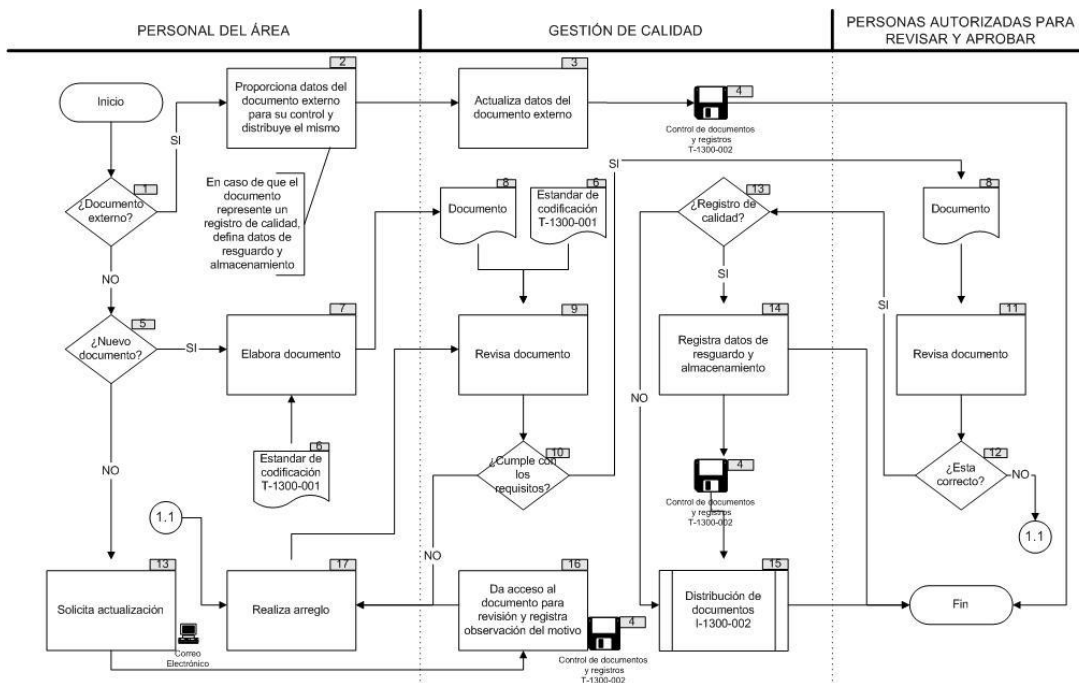 PERSONAL DEL ÁREA
GESTIÓN DE CALIDAD
PERSONAS AUTORIZADAS PARA
REVISAR Y APROBAR
Inicio
2
Proporciona datos del
documento externo
para su control y
distribuye el mismo
3
Actualiza datos del
documento externo
4
Control de documentos
y registros
T-1300-002
SI
1
¿Documento
externo?
En caso de que el
documento
represente un
registro de calidad,
defina datos de
resguardo y
almacenamiento
8
Documento
6
Estandar de
codificación
T-1300-001
SI
13
¿Registro de
calidad?
8
Documento
NO
SI
SI
5
¿Nuevo
documento?
SI
7
Elabora documento
9
Revisa documento
14
Registra datos de
resguardo y
almacenamiento
11
Revisa documento
NO
NO
6
Estandar de
codificación
T-1300-001
10
¿Cumple con
los
requisitos?
4
Control de documentos
y registros
T-1300-002
12
¿Esta
correcto?
NO
1.1
1.1
NO
13
Solicita actualización
Correo
Electrónico
17
Realiza arreglo
16
Da acceso al
documento para
revisión y registra
observación del motivo
4
Control de documentos
y registros
T-1300-002
15
Distribución de
documentos
I-1300-002
Fin